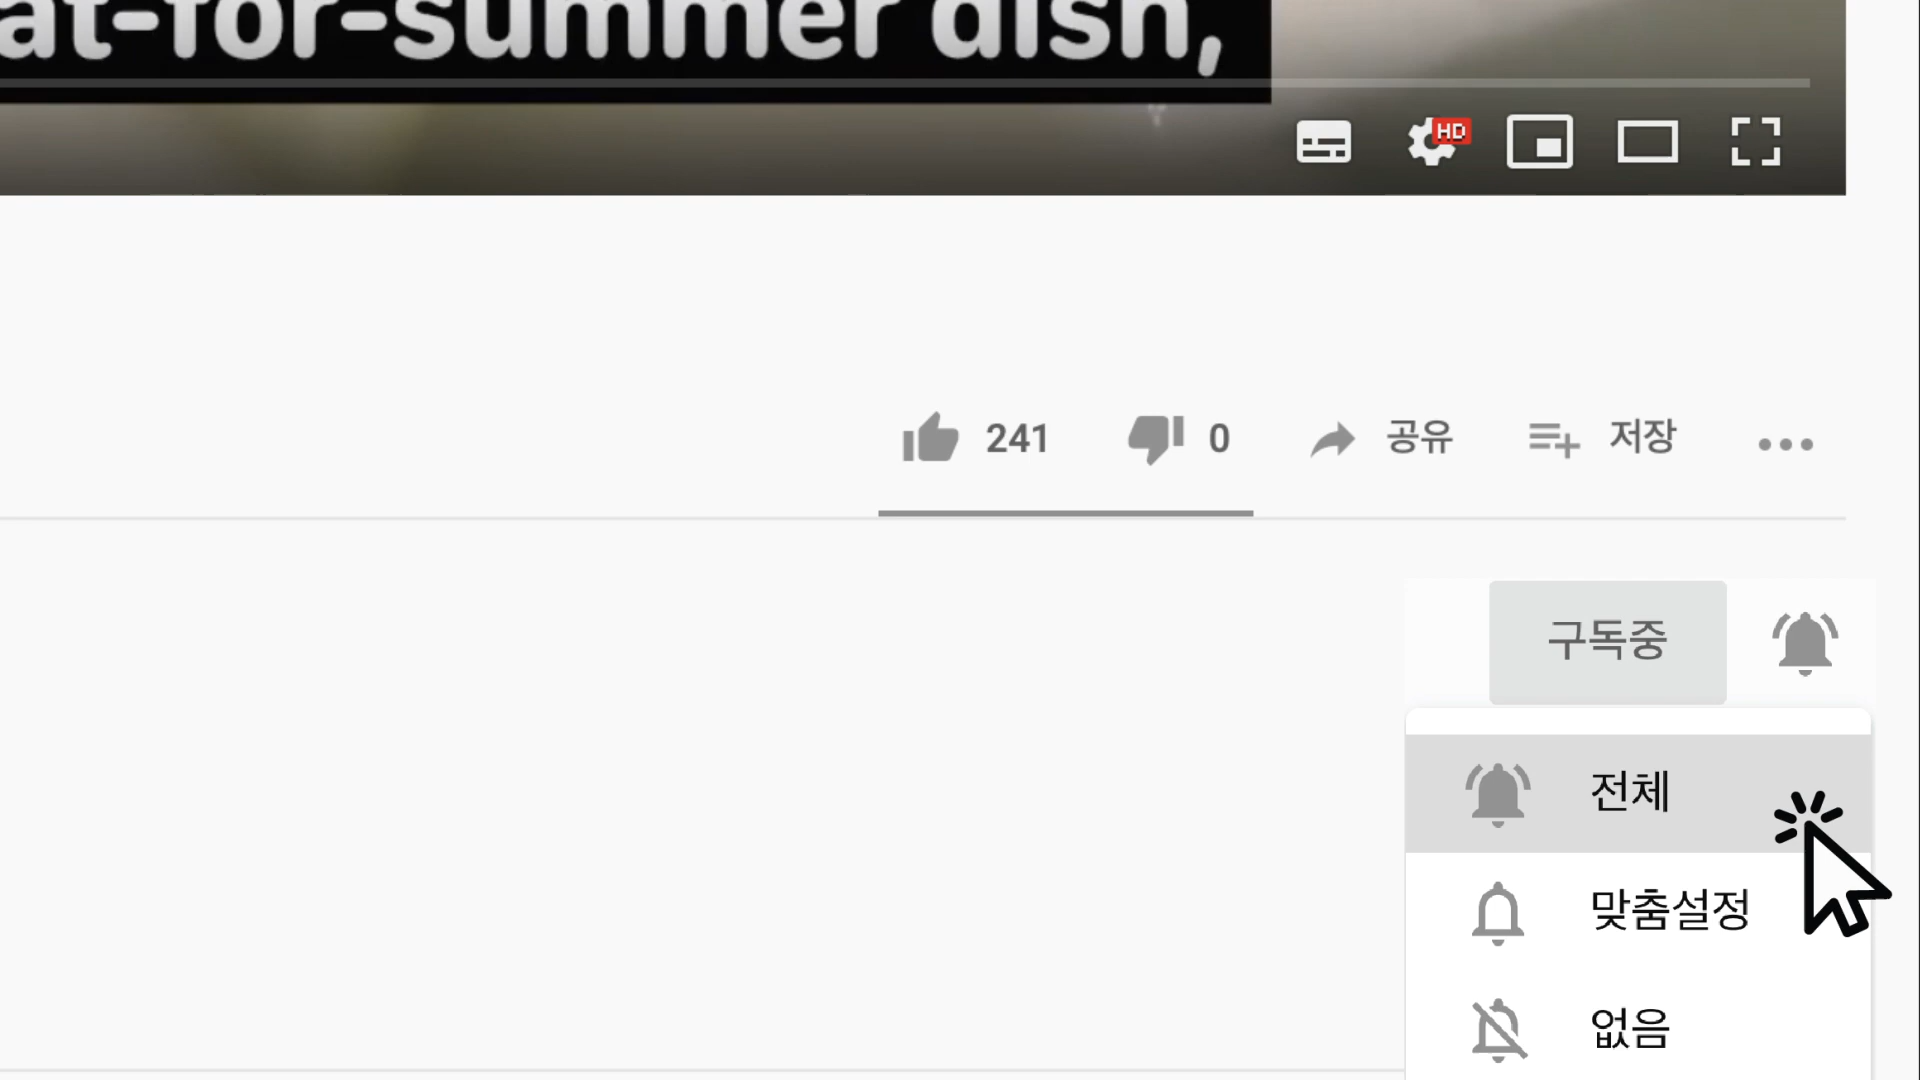 at-for-summer dish,
HD
241 0 공유 저장
구독중
전체
맞춤설정
없음